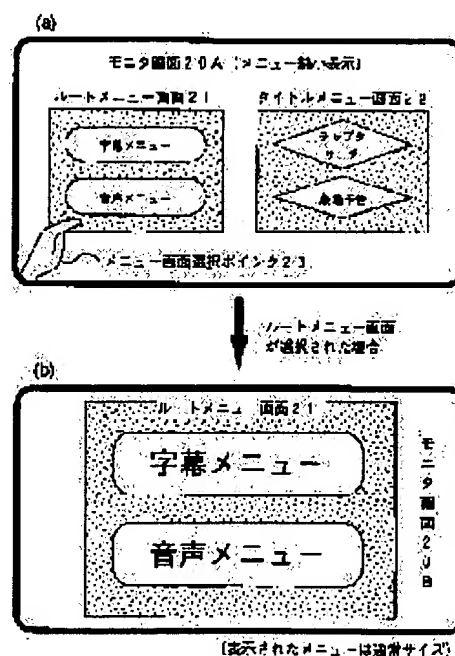 (a)
モニタ画面20A (メニュー縮小表示)
ルートメニュー画面21
タイトルメニュー画面22
字幕メニュー
音声メニュー
チャプタ
メニュー画面選択ポインタ23
ルートメニュー画面
が選択された場合
(b)
ルートメニュー画面21
字幕メニュー
音声メニュー
モニタ画面20B
(表示されたメニューは通常サイズ)